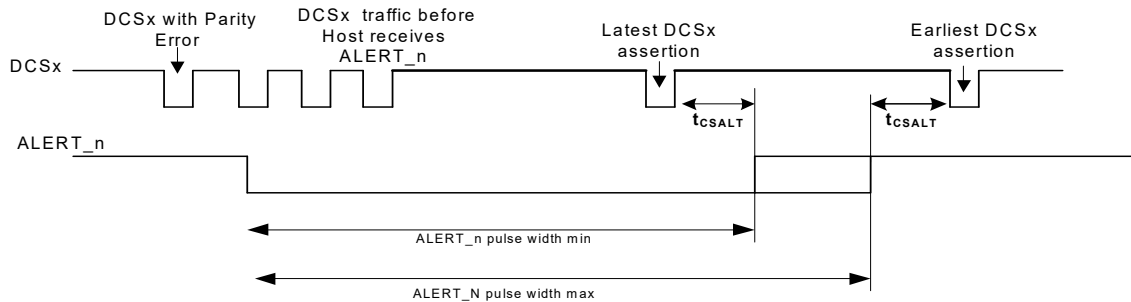 DCSx with Parity
Error
DCSx traffic before
Host receives
ALERT_n
Latest DCSx
assertion
Earliest DCSx
assertion
DCSx
tCSALT
tCSALT
ALERT_n
ALERT_n pulse width min
ALERT_N pulse width max